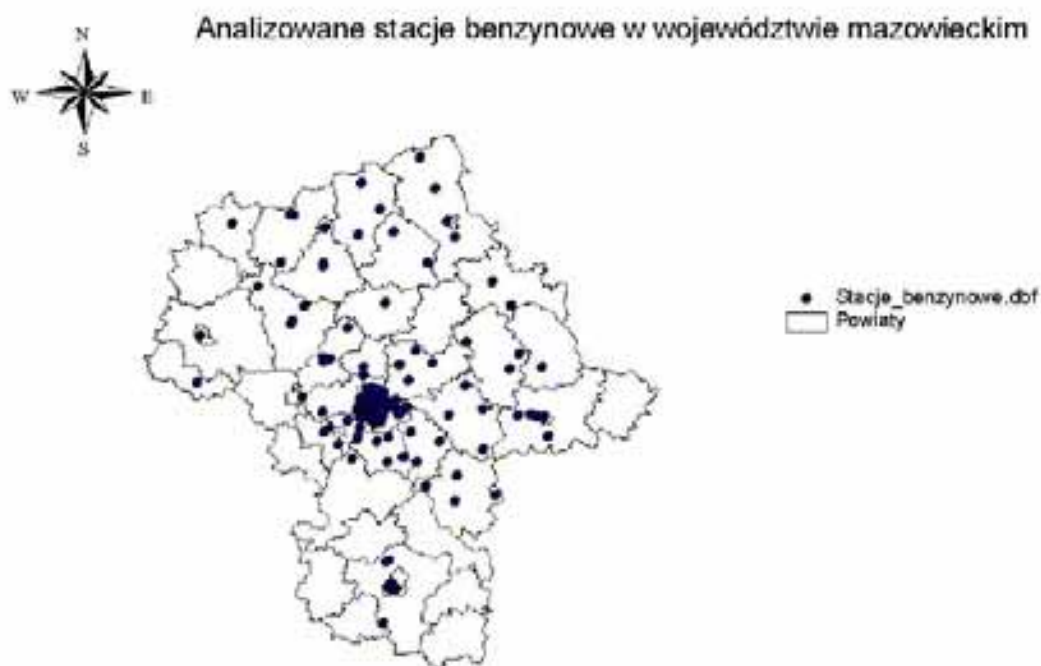 Analizowane stacje benzynowe w województwie mazowieckim
N
W
E
S
Stacje_benzynowe.dbf
Powiaty